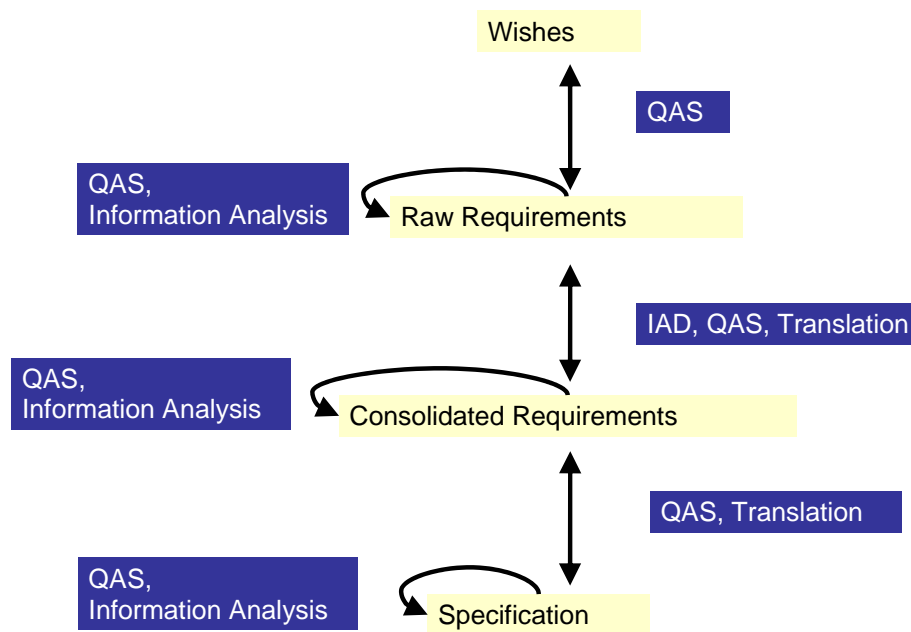 Wishes
QAS
QAS,
Information Analysis
Raw Requirements
IAD, QAS, Translation
QAS,
Information Analysis
Consolidated Requirements
QAS, Translation
QAS,
Information Analysis
Specification